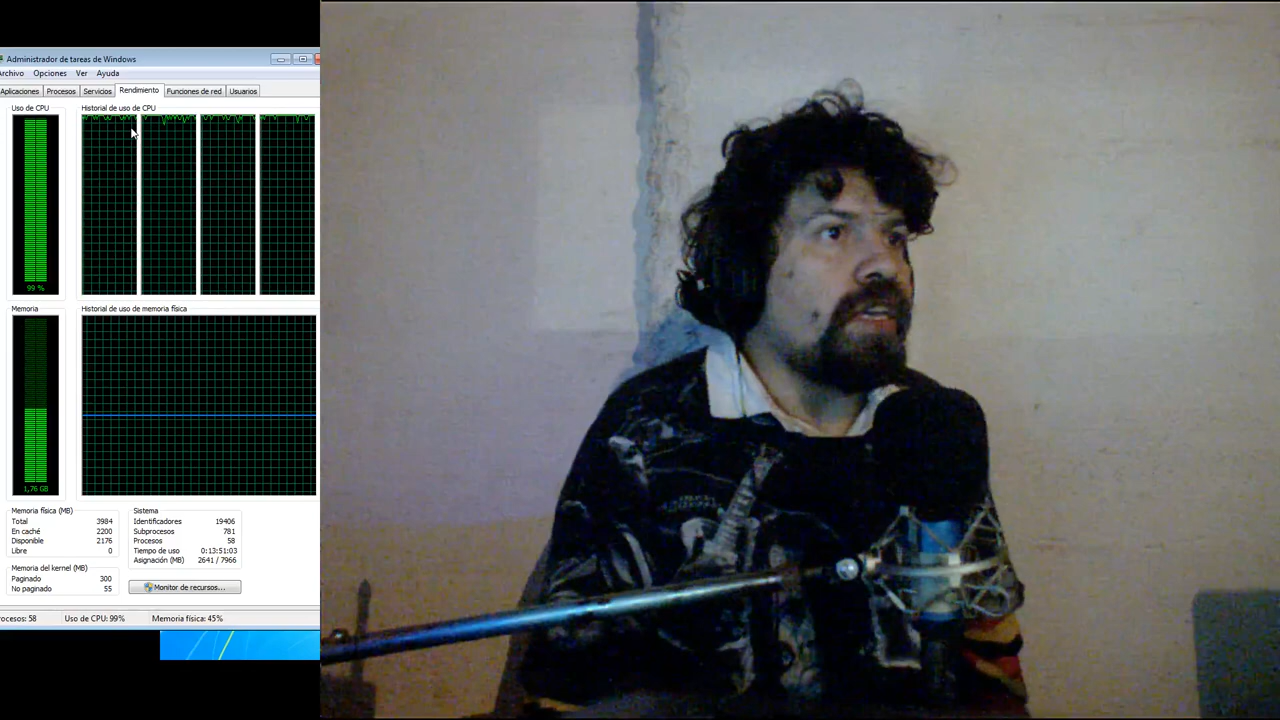 Administrador de tareas de Windows
Archivo Opciones Ver Ayuda
Aplicaciones Procesos Servicios Rendimiento Funciones de red Usuarios
Uso de CPU Historial de uso de CPU
99 %
Memoria Historial de uso de memoria física
1,76 GB
Memoria física (MB)
Total 3984
En caché 2200
Disponible 2176
Libre 0
Memoria del kernel (MB)
Paginado 300
No paginado 55
Sistema
Identificadores 19406
Subprocesos 781
Procesos 58
Tiempo de uso 0:13:51:03
Asignación (MB) 2641 / 7966
Monitor de recursos...
rocesos: 58 Uso de CPU: 99% Memoria física: 45%